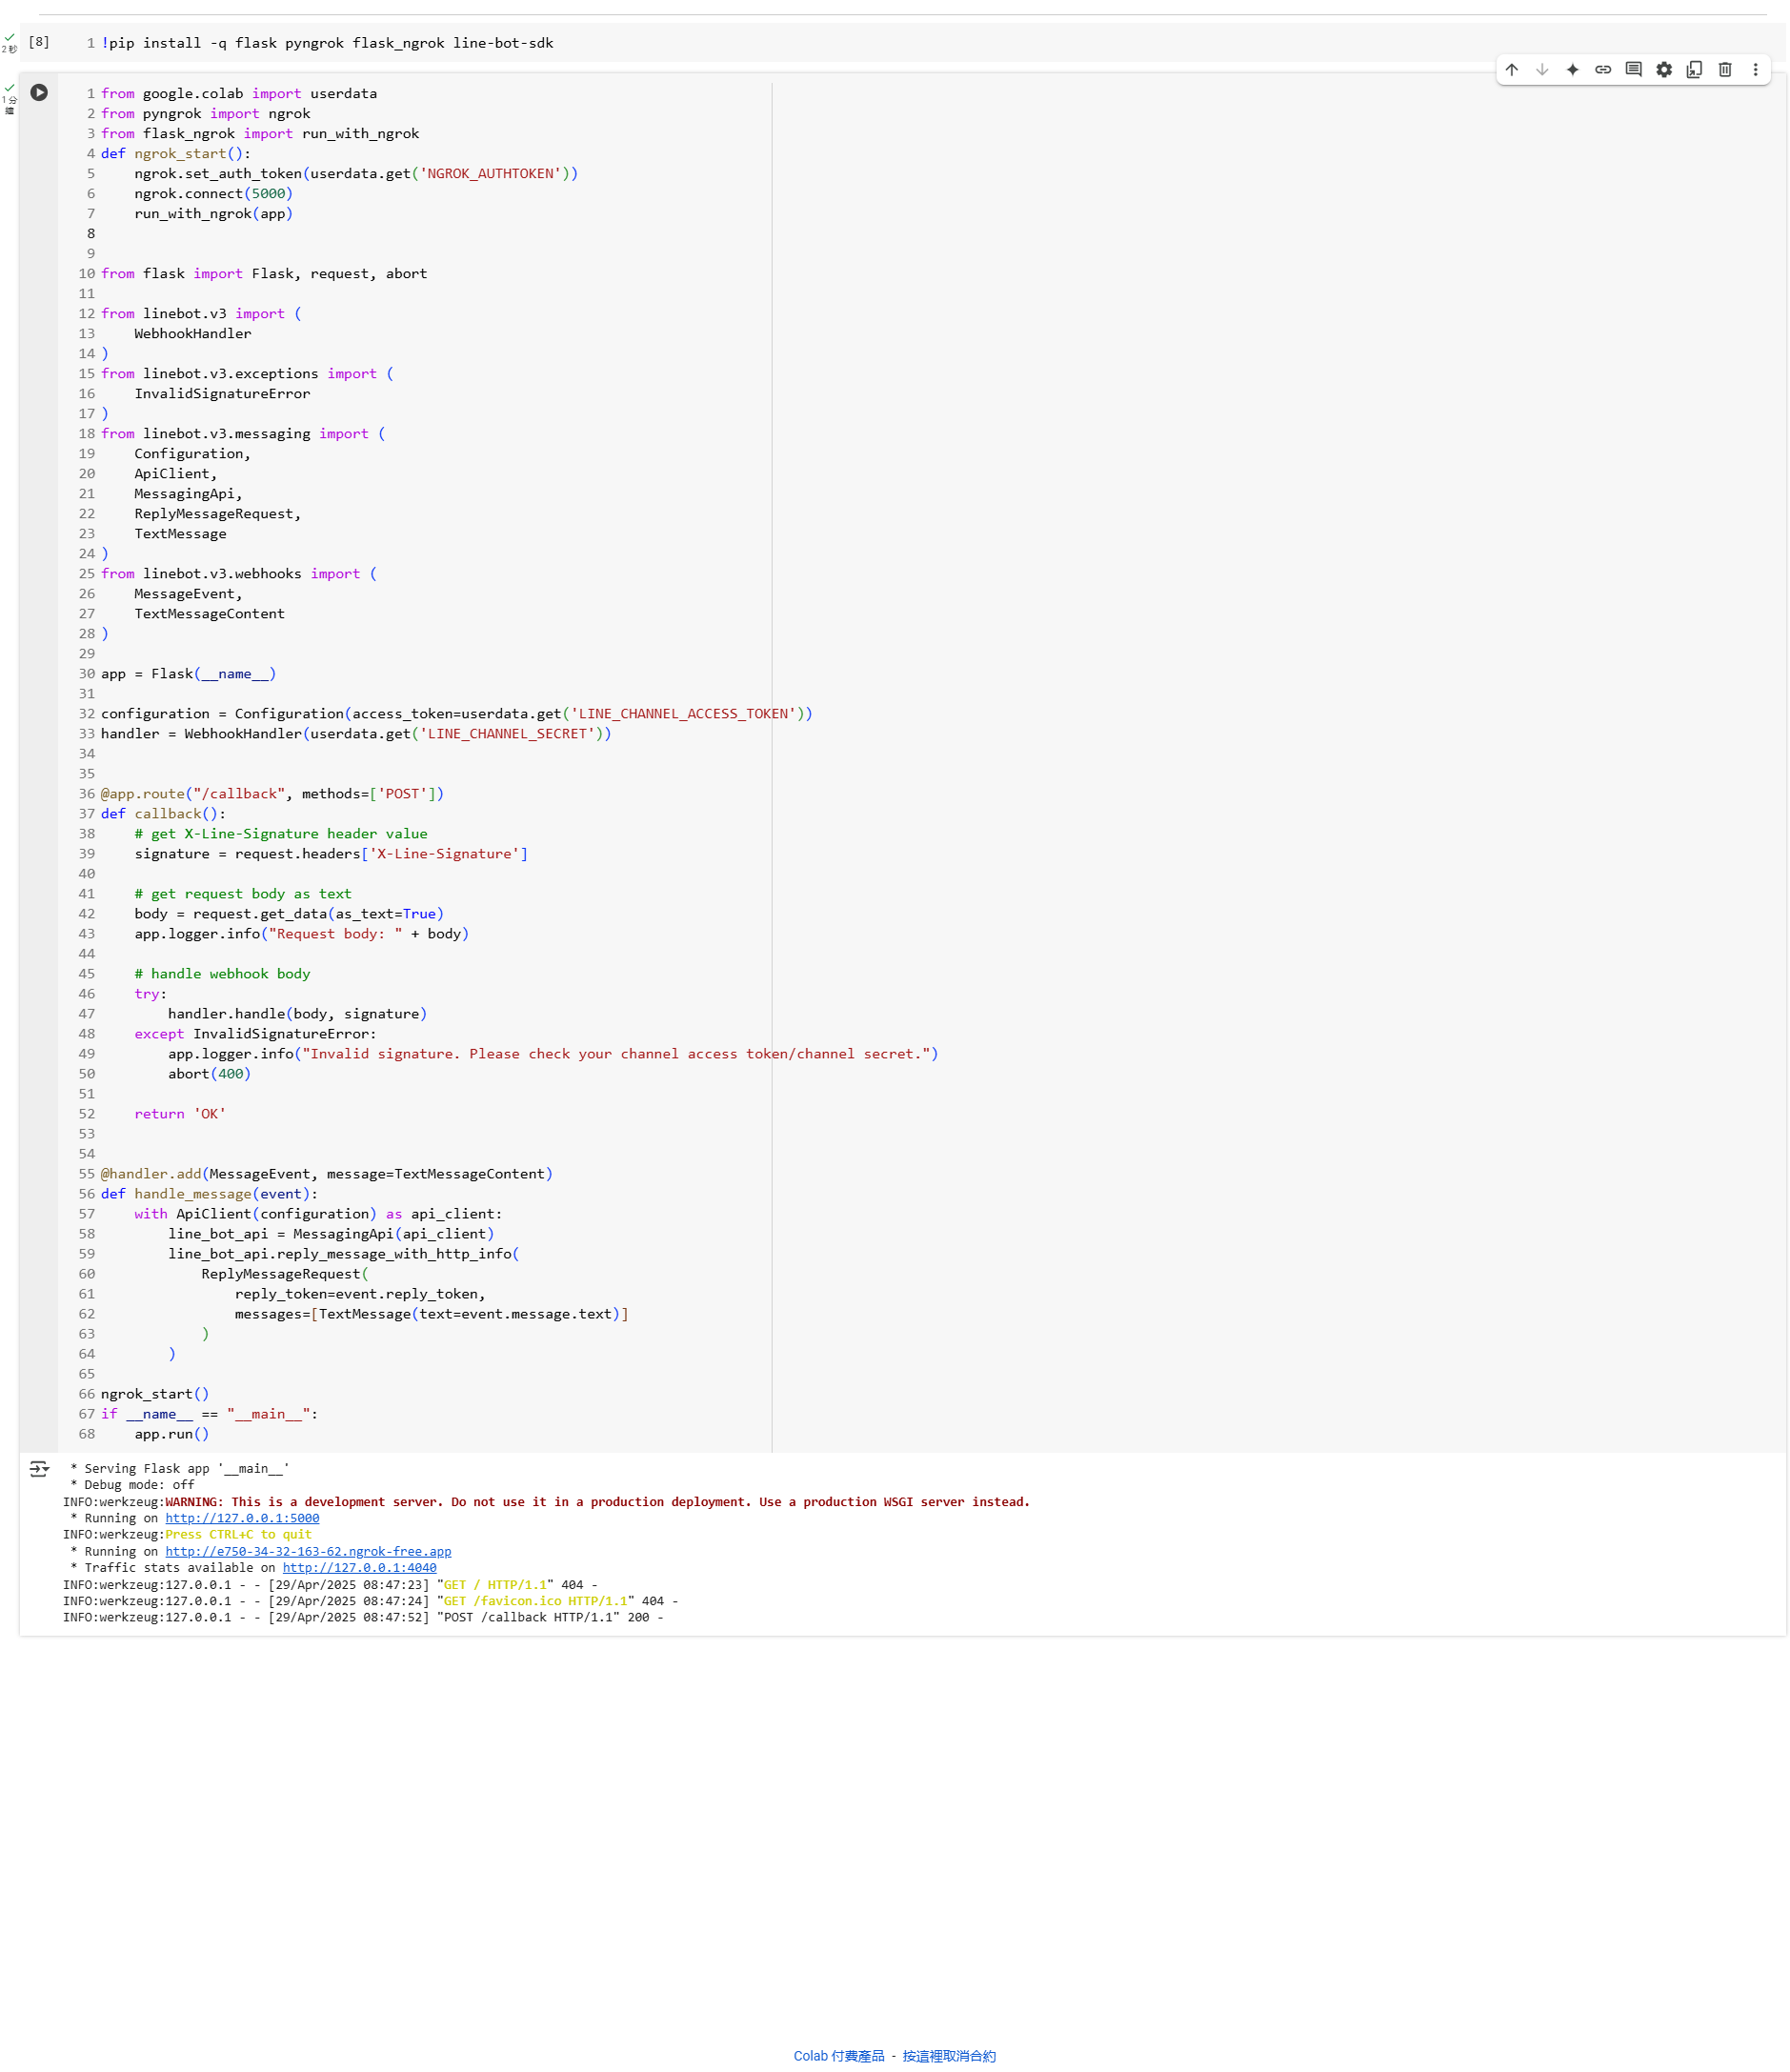 [8] 1 !pip install -q flask pyngrok flask_ngrok line-bot-sdk
2 秒
1 分鐘
1 from google.colab import userdata
2 from pyngrok import ngrok
3 from flask_ngrok import run_with_ngrok
4 def ngrok_start():
5     ngrok.set_auth_token(userdata.get('NGROK_AUTHTOKEN'))
6     ngrok.connect(5000)
7     run_with_ngrok(app)
8
9
10 from flask import Flask, request, abort
11
12 from linebot.v3 import (
13     WebhookHandler
14 )
15 from linebot.v3.exceptions import (
16     InvalidSignatureError
17 )
18 from linebot.v3.messaging import (
19     Configuration,
20     ApiClient,
21     MessagingApi,
22     ReplyMessageRequest,
23     TextMessage
24 )
25 from linebot.v3.webhooks import (
26     MessageEvent,
27     TextMessageContent
28 )
29
30 app = Flask(__name__)
31
32 configuration = Configuration(access_token=userdata.get('LINE_CHANNEL_ACCESS_TOKEN'))
33 handler = WebhookHandler(userdata.get('LINE_CHANNEL_SECRET'))
34
35
36 @app.route("/callback", methods=['POST'])
37 def callback():
38     # get X-Line-Signature header value
39     signature = request.headers['X-Line-Signature']
40
41     # get request body as text
42     body = request.get_data(as_text=True)
43     app.logger.info("Request body: " + body)
44
45     # handle webhook body
46     try:
47         handler.handle(body, signature)
48     except InvalidSignatureError:
49         app.logger.info("Invalid signature. Please check your channel access token/channel secret.")
50         abort(400)
51
52     return 'OK'
53
54
55 @handler.add(MessageEvent, message=TextMessageContent)
56 def handle_message(event):
57     with ApiClient(configuration) as api_client:
58         line_bot_api = MessagingApi(api_client)
59         line_bot_api.reply_message_with_http_info(
60             ReplyMessageRequest(
61                 reply_token=event.reply_token,
62                 messages=[TextMessage(text=event.message.text)]
63             )
64         )
65
66 ngrok_start()
67 if __name__ == "__main__":
68     app.run()
 * Serving Flask app '__main__'
 * Debug mode: off
INFO:werkzeug:WARNING: This is a development server. Do not use it in a production deployment. Use a production WSGI server instead.
 * Running on http://127.0.0.1:5000
INFO:werkzeug:Press CTRL+C to quit
 * Running on http://e750-34-32-163-62.ngrok-free.app
 * Traffic stats available on http://127.0.0.1:4040
INFO:werkzeug:127.0.0.1 - - [29/Apr/2025 08:47:23] "GET / HTTP/1.1" 404 -
INFO:werkzeug:127.0.0.1 - - [29/Apr/2025 08:47:24] "GET /favicon.ico HTTP/1.1" 404 -
INFO:werkzeug:127.0.0.1 - - [29/Apr/2025 08:47:52] "POST /callback HTTP/1.1" 200 -
Colab 付費產品 - 按這裡取消合約